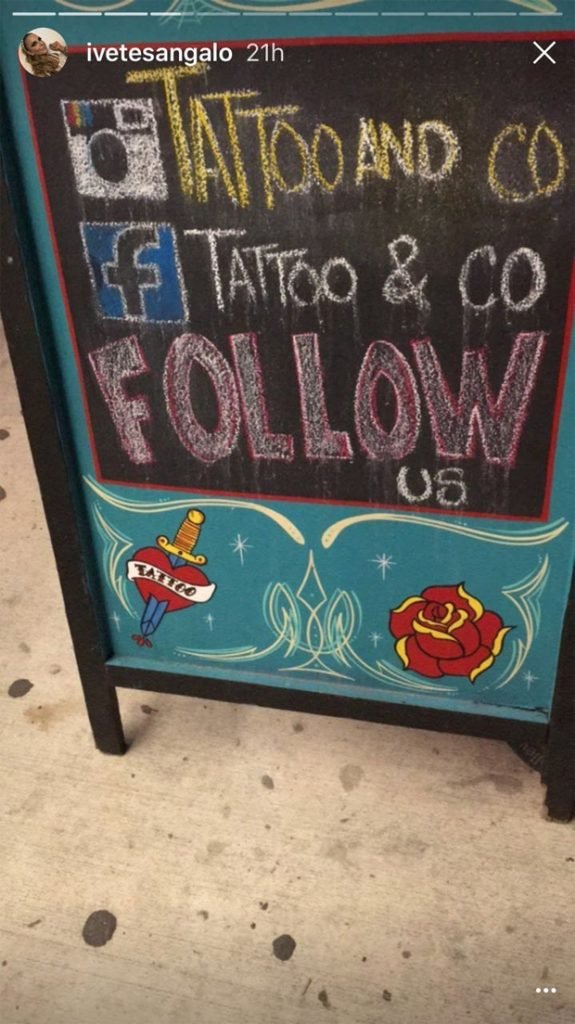 ivetesangalo 21h
TATTOO AND CO
f TATTOO & CO
FOLLOW
US
TATTOO